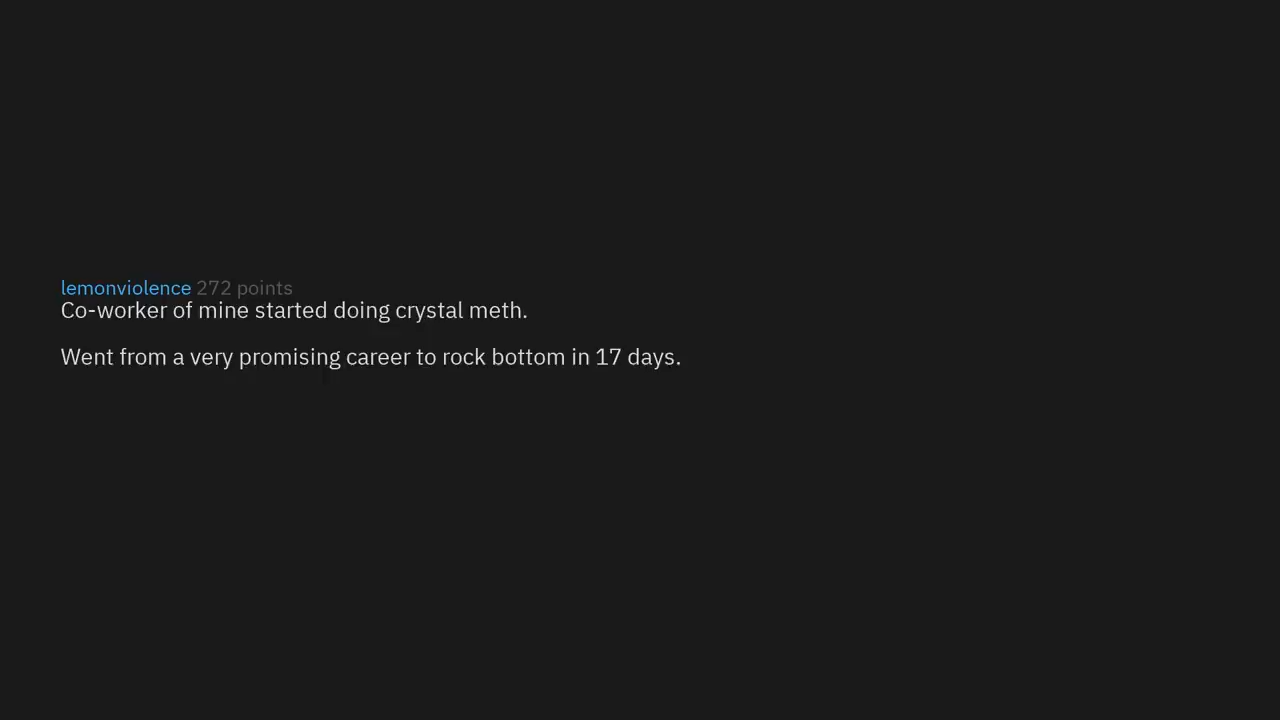 lemonviolence 272 points
Co-worker of mine started doing crystal meth.
Went from a very promising career to rock bottom in 17 days.